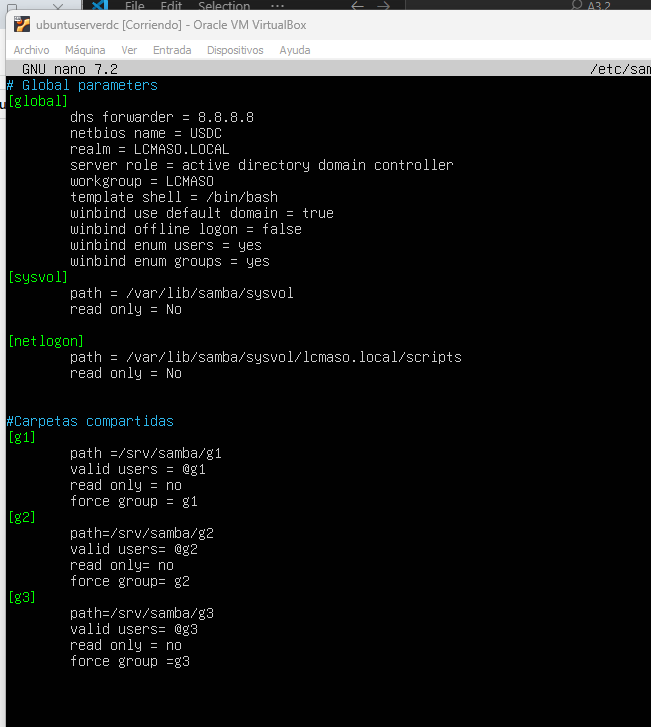 File Edit Selection ··· A3.2
ubuntuserverdc [Corriendo] - Oracle VM VirtualBox
Archivo Máquina Ver Entrada Dispositivos Ayuda
GNU nano 7.2 /etc/sam
# Global parameters
[global]
dns forwarder = 8.8.8.8
netbios name = USDC
realm = LCMASO.LOCAL
server role = active directory domain controller
workgroup = LCMASO
template shell = /bin/bash
winbind use default domain = true
winbind offline logon = false
winbind enum users = yes
winbind enum groups = yes
[sysvol]
path = /var/lib/samba/sysvol
read only = No
[netlogon]
path = /var/lib/samba/sysvol/lcmaso.local/scripts
read only = No
#Carpetas compartidas
[g1]
path =/srv/samba/g1
valid users = @g1
read only = no
force group = g1
[g2]
path=/srv/samba/g2
valid users= @g2
read only= no
force group= g2
[g3]
path=/srv/samba/g3
valid users= @g3
read only = no
force group =g3